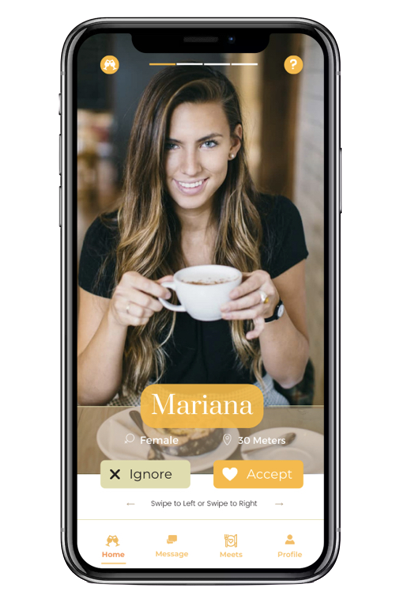 ?
Mariana
Female
30 Meters
Ignore
Accept
Swipe to Left or Swipe to Right
Home
Message
Meets
Profile